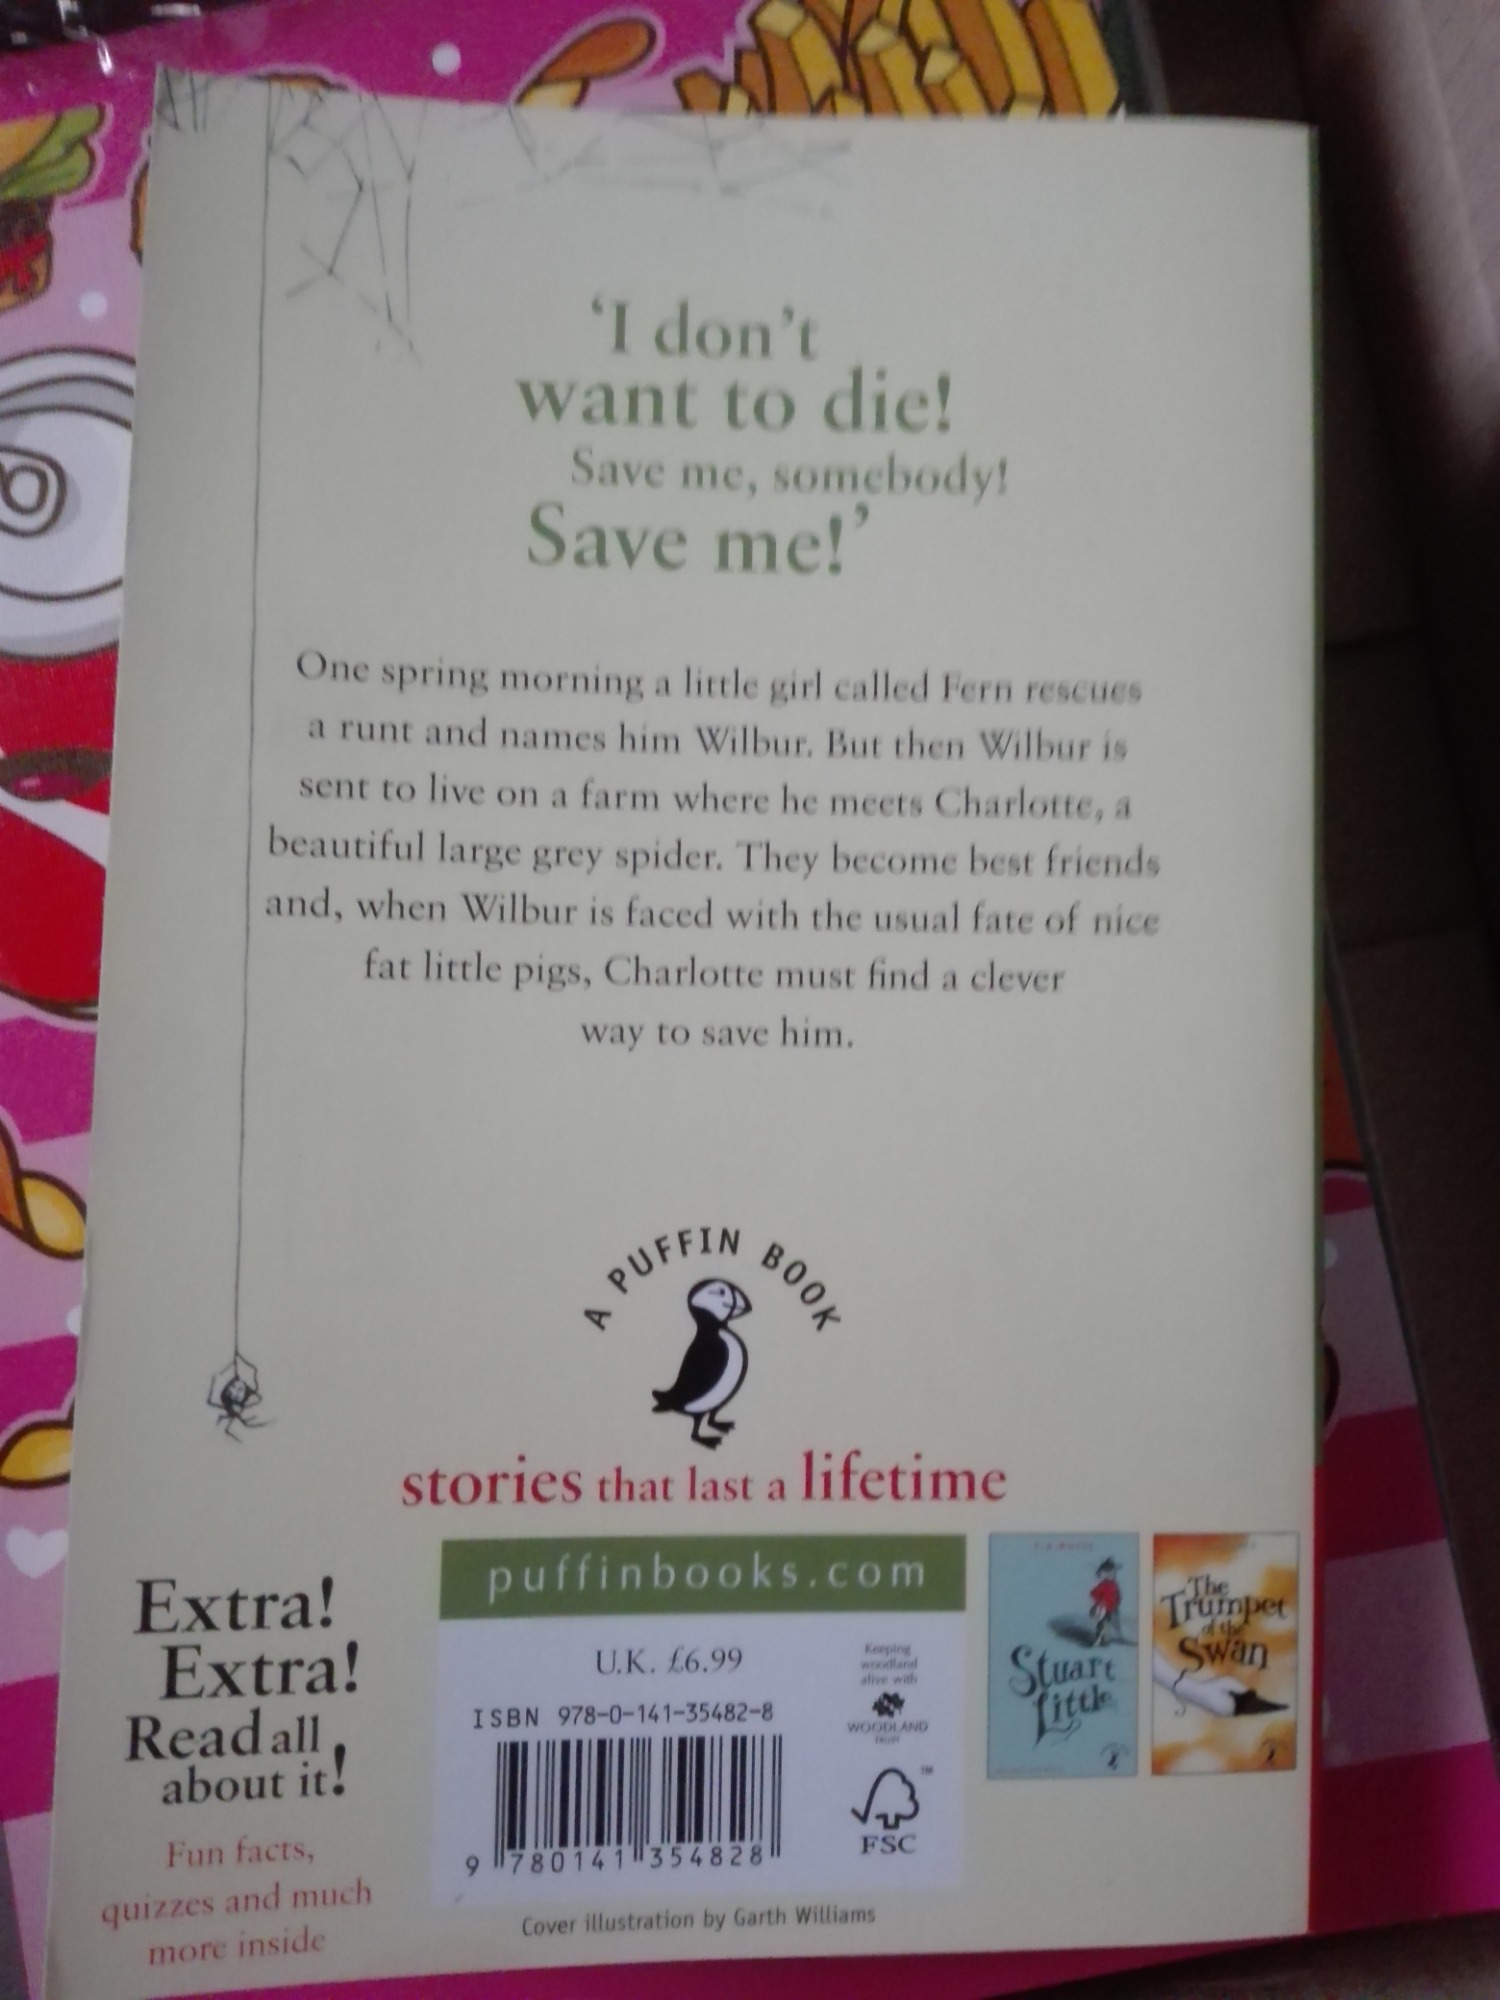 ‘I don’t
want to die!
Save me, somebody!
Save me!’
One spring morning a little girl called Fern rescues
a runt and names him Wilbur. But then Wilbur is
sent to live on a farm where he meets Charlotte, a
beautiful large grey spider. They become best friends
and, when Wilbur is faced with the usual fate of nice
fat little pigs, Charlotte must find a clever
way to save him.
A PUFFIN BOOK
stories that last a lifetime
Extra!
Extra!
Read all
about it!
Fun facts,
quizzes and much
more inside
puffinbooks.com
U.K. £6.99
ISBN 978-0-141-35482-8
9 780141 354828
Keeping
woodland
alive with
WOODLAND
TRUST
TM
FSC
Stuart
Little
The
Trumpet
of the
Swan
Cover illustration by Garth Williams